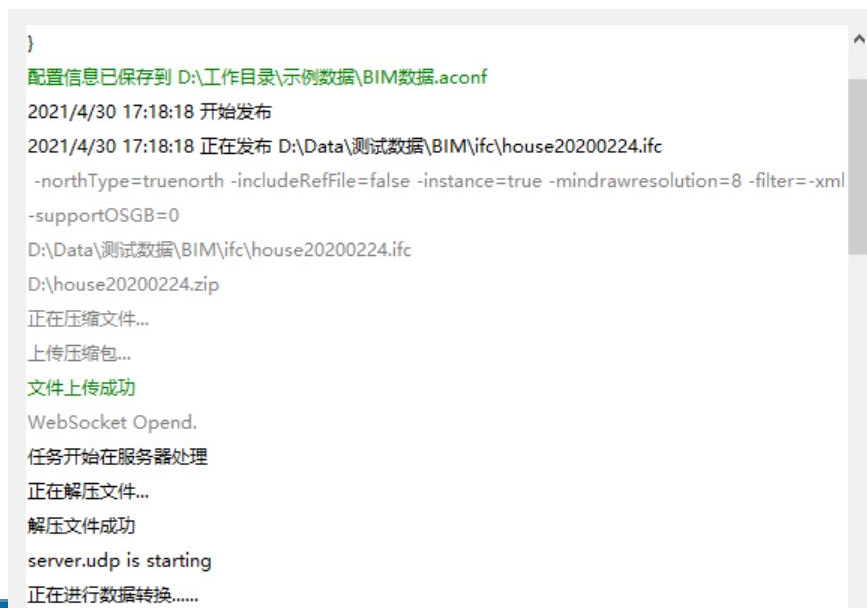 }
配置信息已保存到 D:\工作目录\示例数据\BIM数据.aconf
2021/4/30 17:18:18 开始发布
2021/4/30 17:18:18 正在发布 D:\Data\测试数据\BIM\ifc\house20200224.ifc
-northType=truenorth -includeRefFile=false -instance=true -mindrawresolution=8 -filter=-xml
-supportOSGB=0
D:\Data\测试数据\BIM\ifc\house20200224.ifc
D:\house20200224.zip
正在压缩文件...
上传压缩包...
文件上传成功
WebSocket Opend.
任务开始在服务器处理
正在解压文件...
解压文件成功
server.udp is starting
正在进行数据转换......